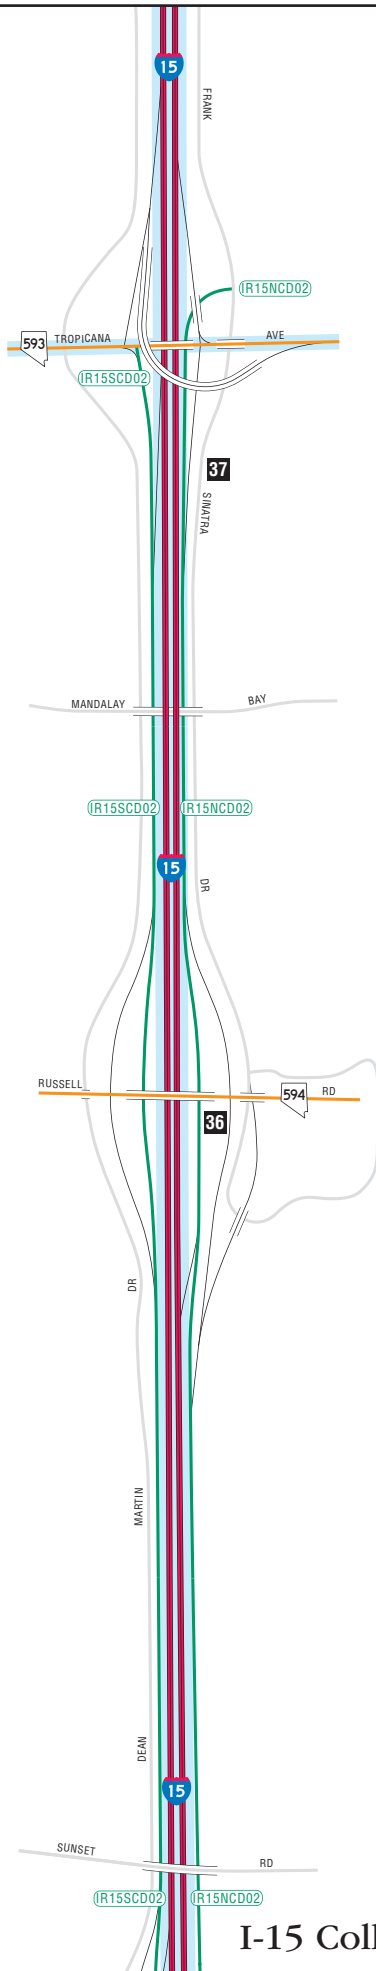 15
FRANK
IR15NCD02
593
TROPICANA
AVE
IR15SCD02
37
SINATRA
MANDALAY
BAY
IR15SCD02
IR15NCD02
15
DR
RUSSELL
594
RD
36
DR
MARTIN
DEAN
15
SUNSET
RD
IR15SCD02
IR15NCD02
I-15 Coll